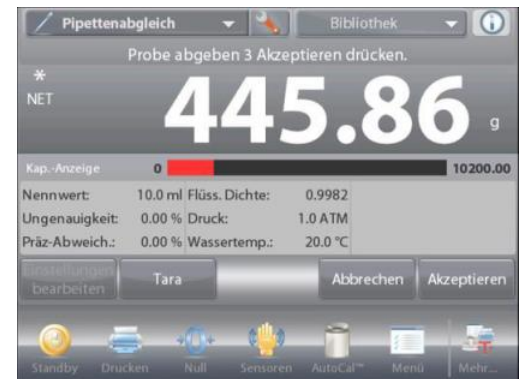 Pipettenabgleich Bibliothek
Probe abgeben 3 Akzeptieren drücken.
*
NET
445.86 g
Kap.-Anzeige 0 10200.00
Nennwert: 10.0 ml Flüss. Dichte: 0.9982
Ungenauigkeit: 0.00 % Druck: 1.0 ATM
Präz-Abweich.: 0.00 % Wassertemp.: 20.0 °C
Einstellungen bearbeiten Tara Abbrechen Akzeptieren
Standby Drucken Null Sensoren AutoCal™ Menü Mehr...